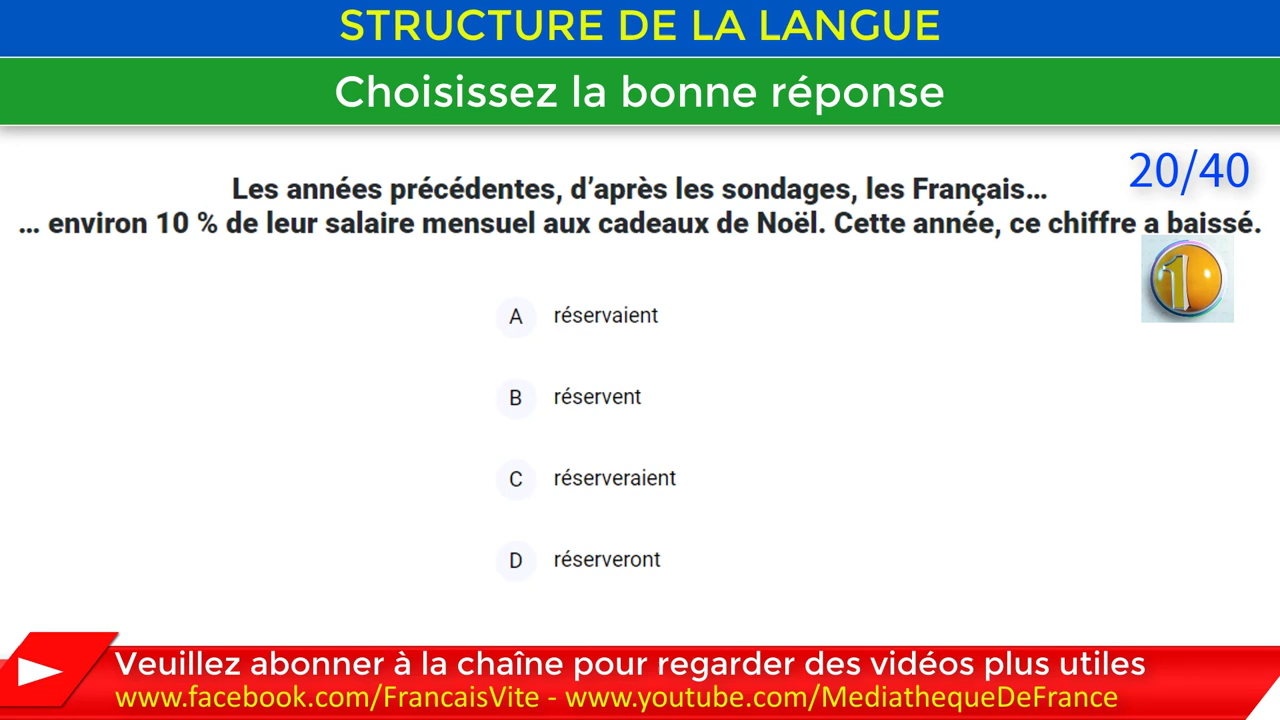 STRUCTURE DE LA LANGUE
Choisissez la bonne réponse
20/40
Les années précédentes, d’après les sondages, les Français...
... environ 10 % de leur salaire mensuel aux cadeaux de Noël. Cette année, ce chiffre a baissé.
1
A réservaient
B réservent
C réserveraient
D réserveront
Veuillez abonner à la chaîne pour regarder des vidéos plus utiles
www.facebook.com/FrancaisVite - www.youtube.com/MediathequeDeFrance